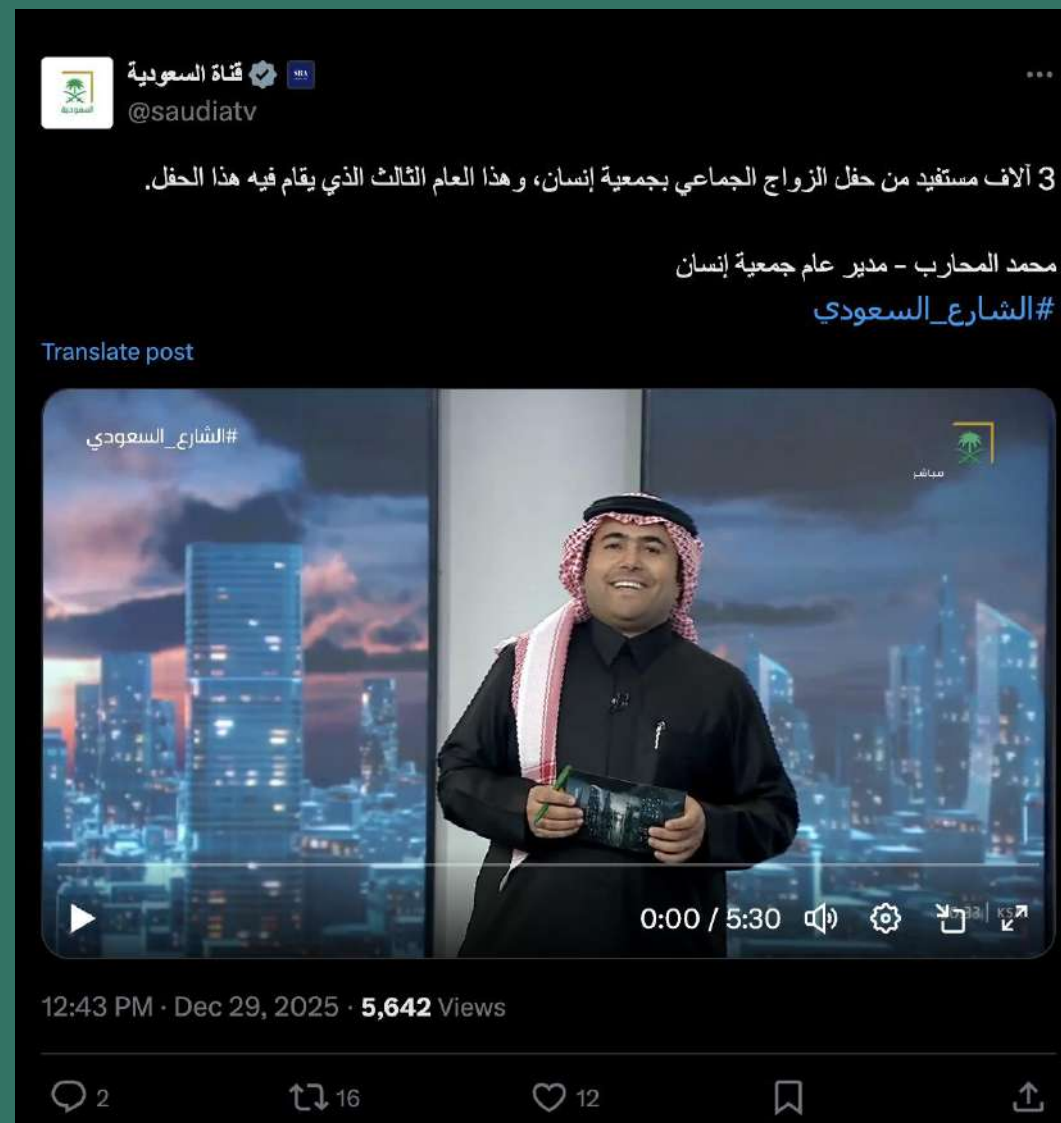 قناة السعودية
SBA
السعودية
@saudiatv
3 آلاف مستفيد من حفل الزواج الجماعي بجمعية إنسان، وهذا العام الثالث الذي يقام فيه هذا الحفل.
محمد المحارب – مدير عام جمعية إنسان
#الشارع_السعودي
Translate post
#الشارع_السعودي
مباشر
0:00 / 5:30
12:43 PM · Dec 29, 2025 · 5,642 Views
2 16 12